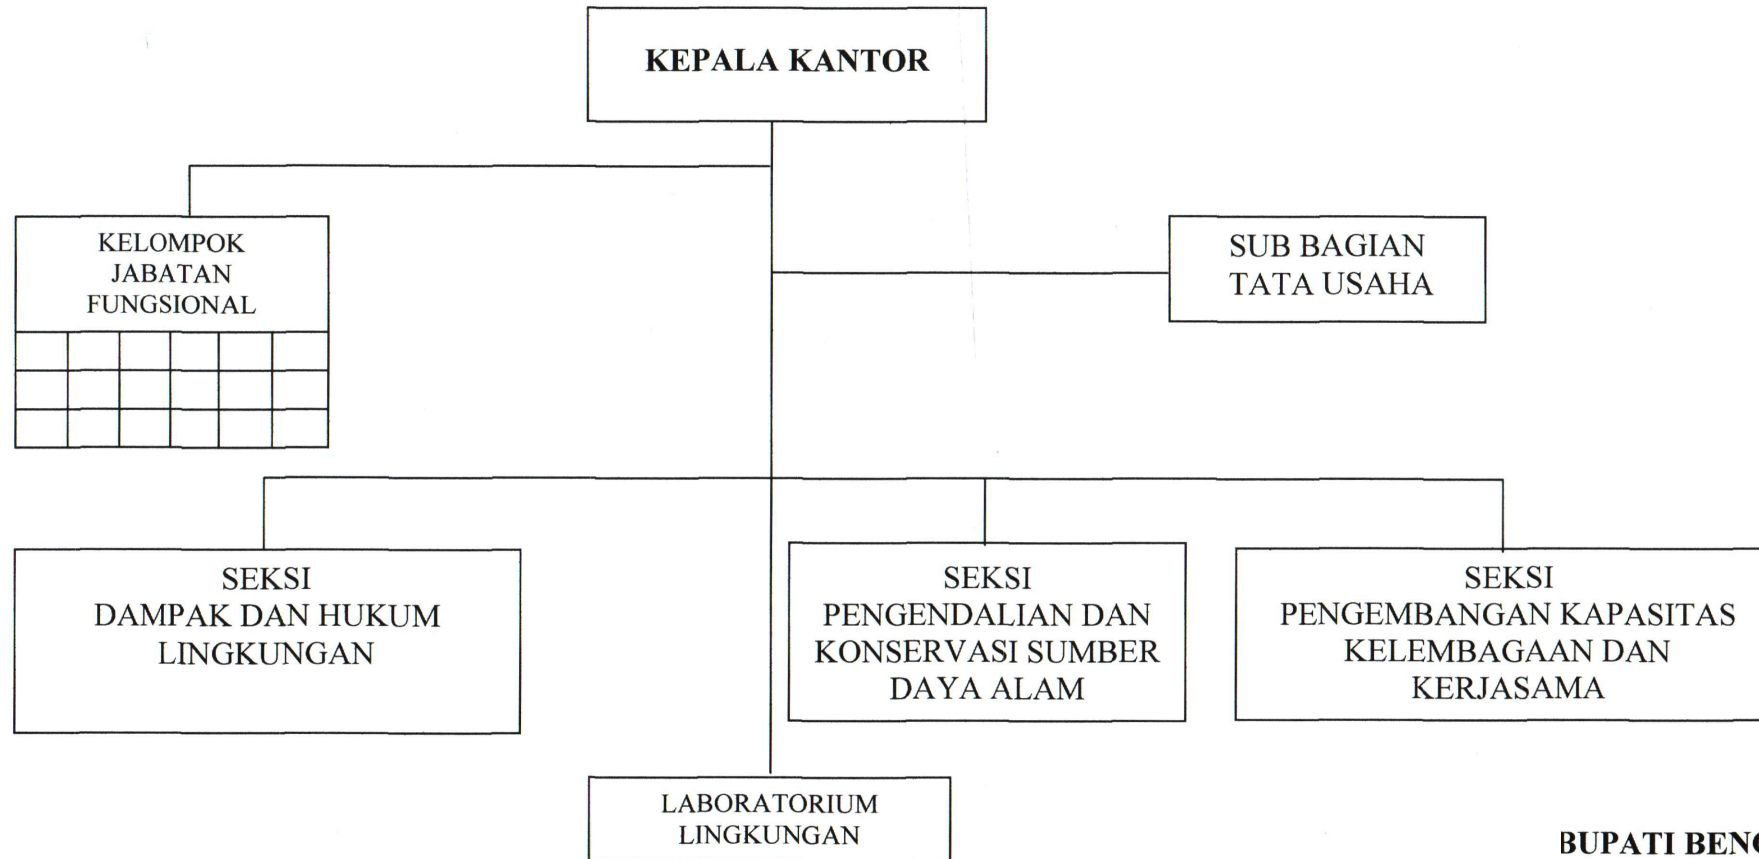 KEPALA KANTOR
KELOMPOK
JABATAN
FUNGSIONAL
SUB BAGIAN
TATA USAHA
SEKSI
DAMPAK DAN HUKUM
LINGKUNGAN
SEKSI
PENGENDALIAN DAN
KONSERVASI SUMBER
DAYA ALAM
SEKSI
PENGEMBANGAN KAPASITAS
KELEMBAGAAN DAN
KERJASAMA
LABORATORIUM
LINGKUNGAN
BUPATI